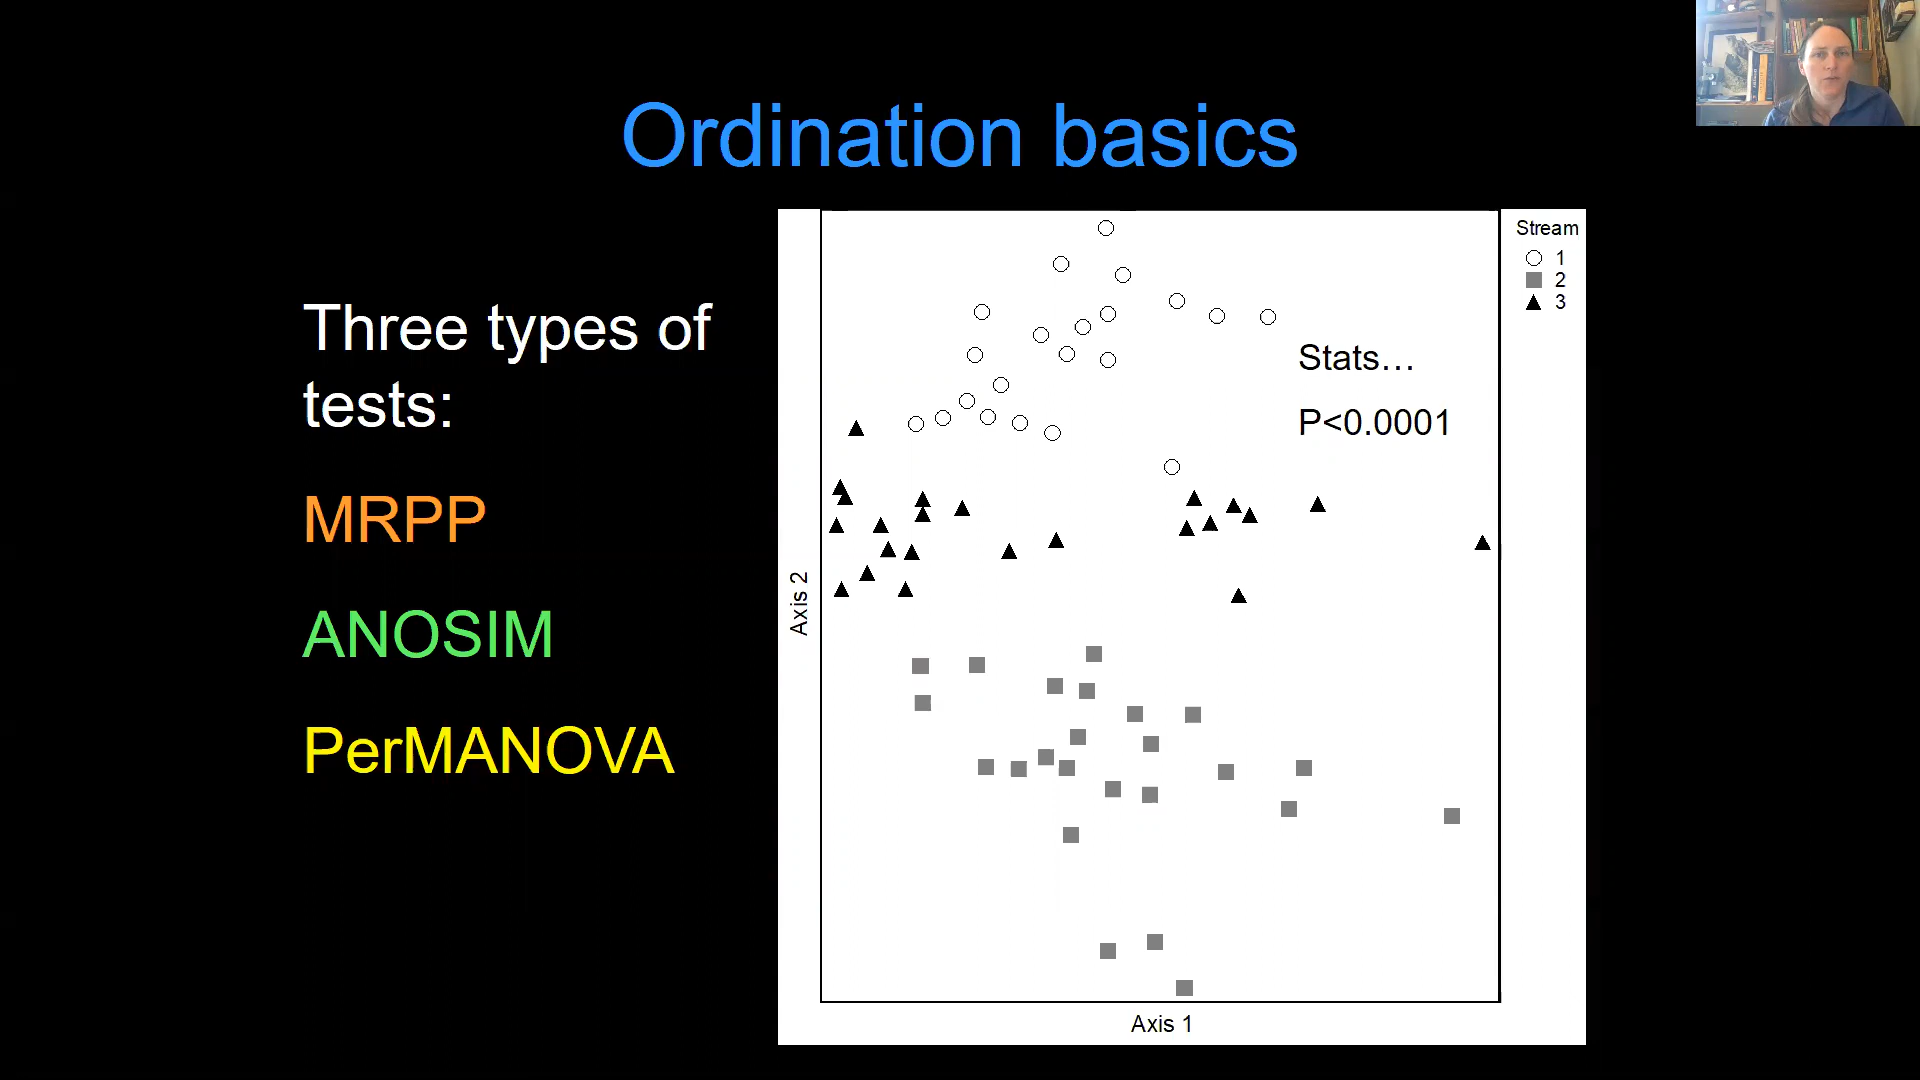 Ordination basics
Three types of
tests:
MRPP
ANOSIM
PerMANOVA
Stream
1
2
3
Stats…
P<0.0001
Axis 2
Axis 1